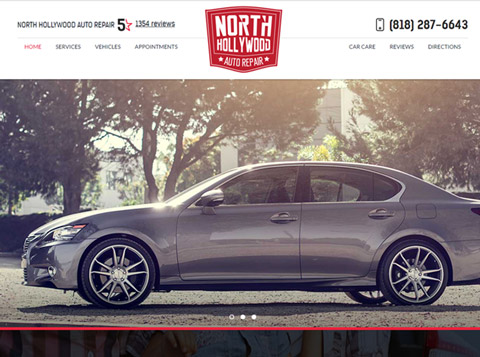 NORTH HOLLYWOOD AUTO REPAIR 5 1354 reviews
NORTH
HOLLYWOOD
AUTO REPAIR
(818) 287-6643
HOME SERVICES VEHICLES APPOINTMENTS
CAR CARE REVIEWS DIRECTIONS